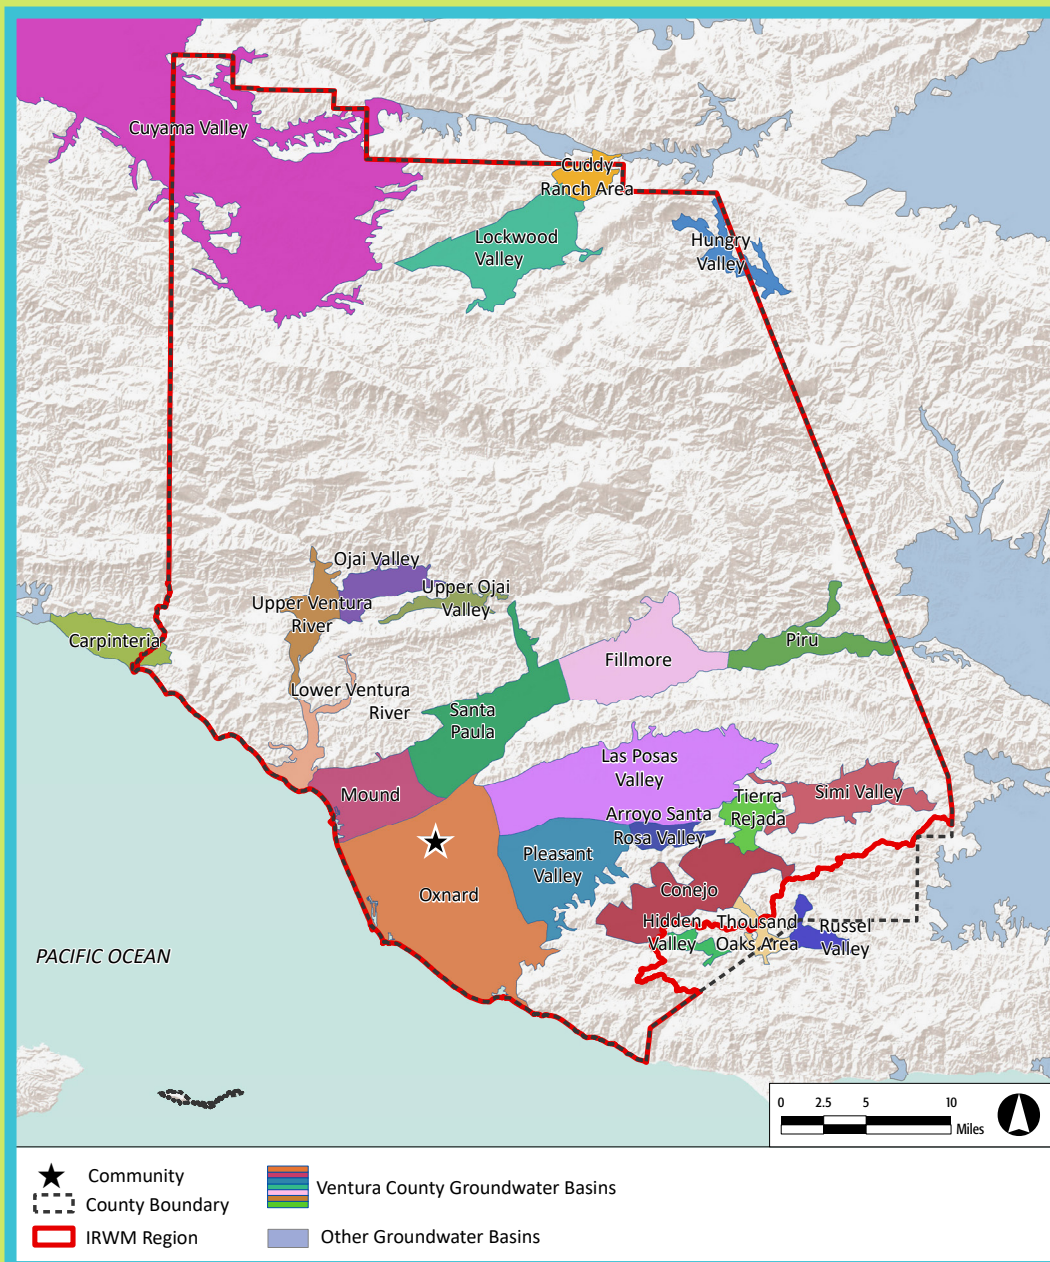 Cuyama Valley
Cuddy
Ranch Area
Lockwood
Valley
Hungry
Valley
Ojai Valley
Upper Ojai
Valley
Upper Ventura
River
Carpinteria
Piru
Fillmore
Lower Ventura
River
Santa
Paula
Las Posas
Valley
Mound
Tierra
Rejada
Simi Valley
Arroyo Santa
Rosa Valley
Pleasant
Valley
Oxnard
Conejo
Hidden
Valley
Thousand
Oaks Area
Russel
Valley
PACIFIC OCEAN
0 2.5 5 10
Miles
Community
County Boundary
IRWM Region
Ventura County Groundwater Basins
Other Groundwater Basins